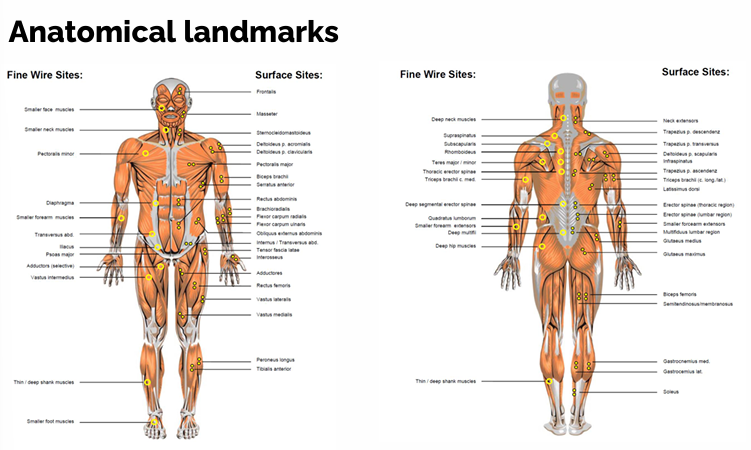 Anatomical landmarks
Fine Wire Sites:
Surface Sites:
Smaller face muscles
Smaller neck muscles
Pectoralis minor
Diaphragma
Smaller forearm muscles
Transversus abd.
Iliacus
Psoas major
Adductors (selective)
Vastus intermedius
Thin / deep shank muscles
Smaller foot muscles
Frontalis
Masseter
Sternocleidomastoideus
Deltoideus p. acromialis
Deltoideus p. clavicularis
Pectoralis major
Biceps brachii
Serratus anterior
Rectus abdominis
Brachioradialis
Flexor carpum radialis
Flexor carpum ulnaris
Obliquus externus abdominis
Internus / Transversus abd.
Tensor fascie latae
Interosseus
Adductores
Rectus femoris
Vastus lateralis
Vastus medialis
Peroneus longus
Tibialis anterior
Fine Wire Sites:
Surface Sites:
Deep neck muscles
Supraspinatus
Subscapularis
Rhomboideus
Teres major / minor
Thoracic erector spinae
Triceps brachii c. med.
Deep segmental erector spinae
Quadratus lumborum
Smaller forearm extensors
Deep multifii
Deep hip muscles
Thin / deep shank muscles
Neck extensors
Trapezius p. descendenz
Trapezius p. transversus
Deltoideus p. scapularis
Infraspinatus
Trapezius p. ascendenz
Triceps brachii (c. long./lat.)
Latissimus dorsi
Erector spinae (thoracic region)
Erector spinae (lumbar region)
Smaller forearm extensors
Multifidus lumbar region
Glutaeus medius
Glutaeus maximus
Biceps femoris
Semitendinosus/membranosus
Gastrocnemius med.
Gastrocemius lat.
Soleus